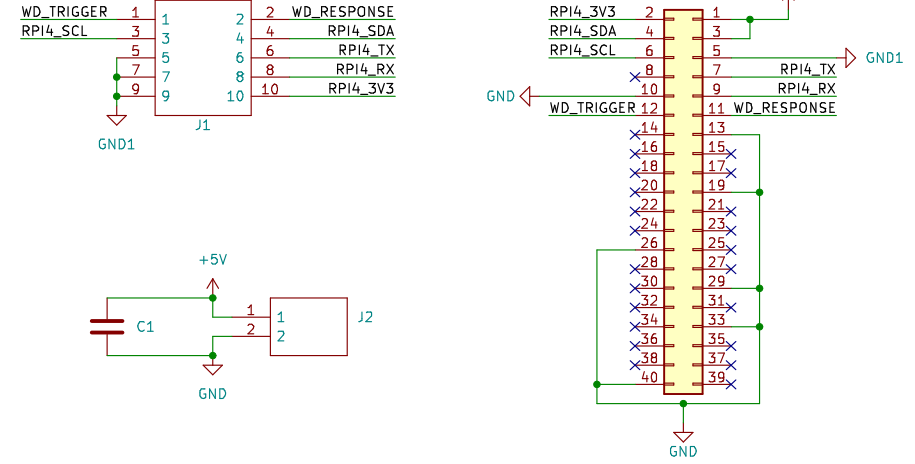 WD_TRIGGER 1 1 2 2 WD_RESPONSE
RPI4_SCL 3 3 4 4 RPI4_SDA
5 5 6 6 RPI4_TX
7 7 8 8 RPI4_RX
9 9 10 10 RPI4_3V3
J1
GND1
RPI4_3V3 2 1
RPI4_SDA 4 3
RPI4_SCL 6 5 GND1
8 7 RPI4_TX
GND 10 9 RPI4_RX
WD_TRIGGER 12 11 WD_RESPONSE
14 13
16 15
18 17
20 19
22 21
24 23
26 25
28 27
30 29
32 31
34 33
36 35
38 37
40 39
GND
+5V
C1
1 1 J2
2 2
GND